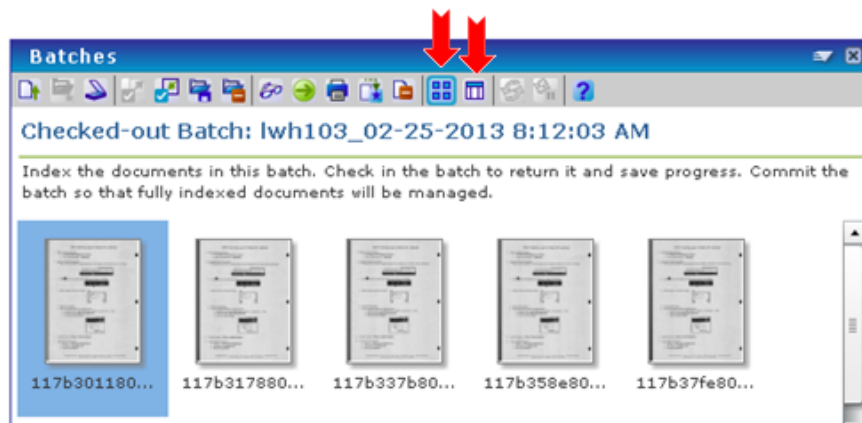 Batches
Checked-out Batch: lwh103_02-25-2013 8:12:03 AM
Index the documents in this batch. Check in the batch to return it and save progress. Commit the
batch so that fully indexed documents will be managed.
117b301180... 117b317880... 117b337b80... 117b358e80... 117b37fe80...